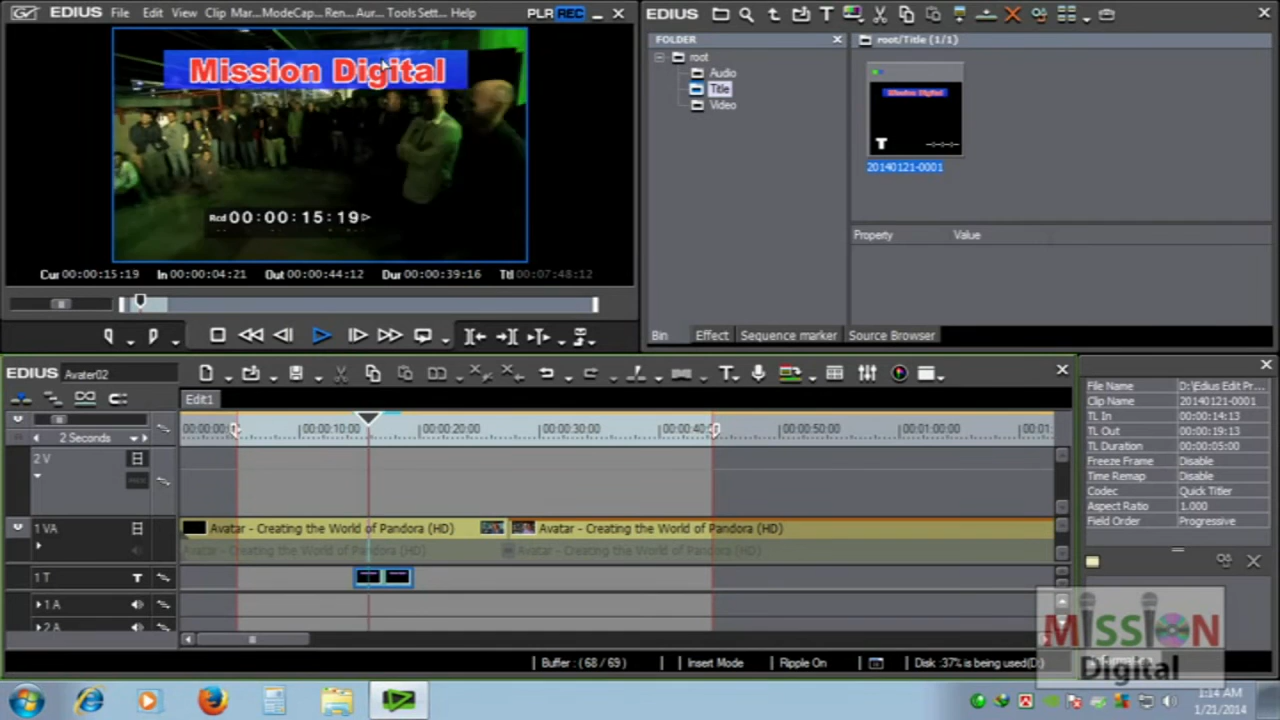 EDIUS File Edit View Clip Mar... ModeCap... Ren... Aur... Tools Sett... Help PLR REC
Mission Digital
Rcd 00:00:15:19
Cur 00:00:15:19 In 00:00:04:21 Out 00:00:44:12 Dur 00:00:39:16 Ttl 00:07:48:12
EDIUS
FOLDER
root
Audio
Title
Video
root/Title (1/1)
Mission Digital
T --:--:--:--
20140121-0001
Property Value
Bin Effect Sequence marker Source Browser
EDIUS Avater02
Edit1
2 Seconds
00:00:00:0 00:00:10:00 00:00:20:00 00:00:30:00 00:00:40: 00:00:50:00 00:01:00:00 00:01:
2 V
1 VA
Avatar - Creating the World of Pandora (HD) Avatar - Creating the World of Pandora (HD)
Avatar - Creating the World of Pandora (HD) Avatar - Creating the World of Pandora (HD)
1 T T
1 A
2 A
Buffer : ( 68 / 69 ) Insert Mode Ripple On Disk :37% is being used(D:)
File Name D:\Edius Edit Pr...
Clip Name 20140121-0001
TL In 00:00:14:13
TL Out 00:00:19:13
TL Duration 00:00:05:00
Freeze Frame Disable
Time Remap Disable
Codec Quick Titler
Aspect Ratio 1.000
Field Order Progressive
MISSION
Digital
1:14 AM
1/21/2014